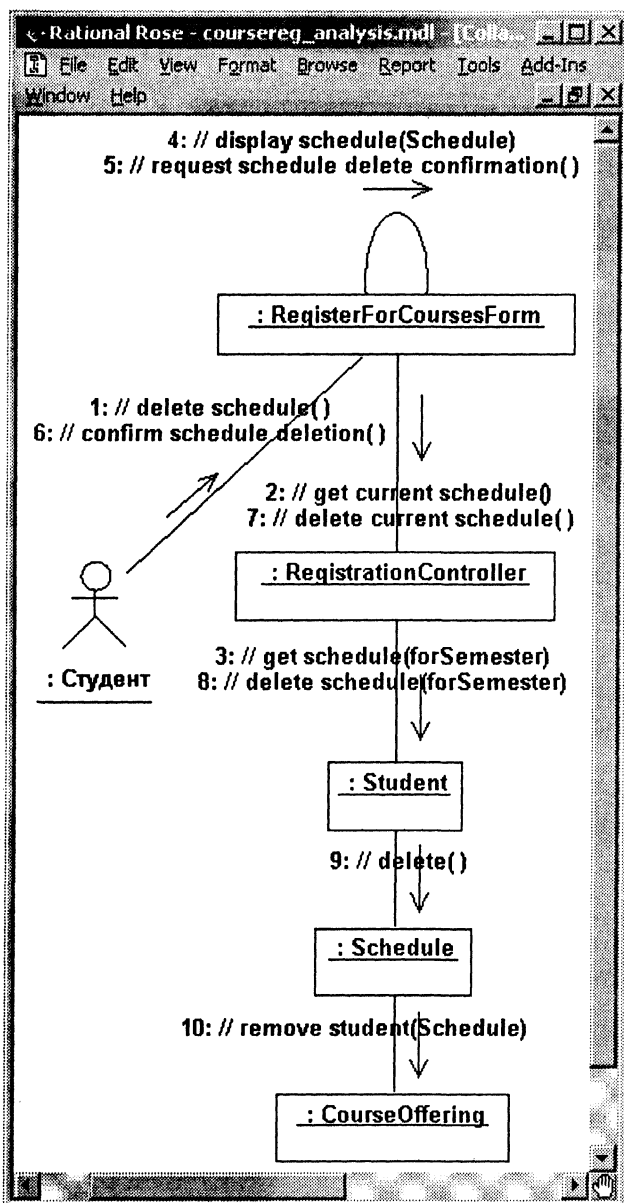 Rational Rose - coursereg_analysis.mdl - [Colla...
File Edit View Format Browse Report Tools Add-Ins
Window Help
4: // display schedule(Schedule)
5: // request schedule delete confirmation( )
: RegisterForCoursesForm
1: // delete schedule( )
6: // confirm schedule deletion( )
2: // get current schedule()
7: // delete current schedule( )
: RegistrationController
3: // get schedule(forSemester)
8: // delete schedule(forSemester)
: Студент
: Student
9: // delete( )
: Schedule
10: // remove student(Schedule)
: CourseOffering